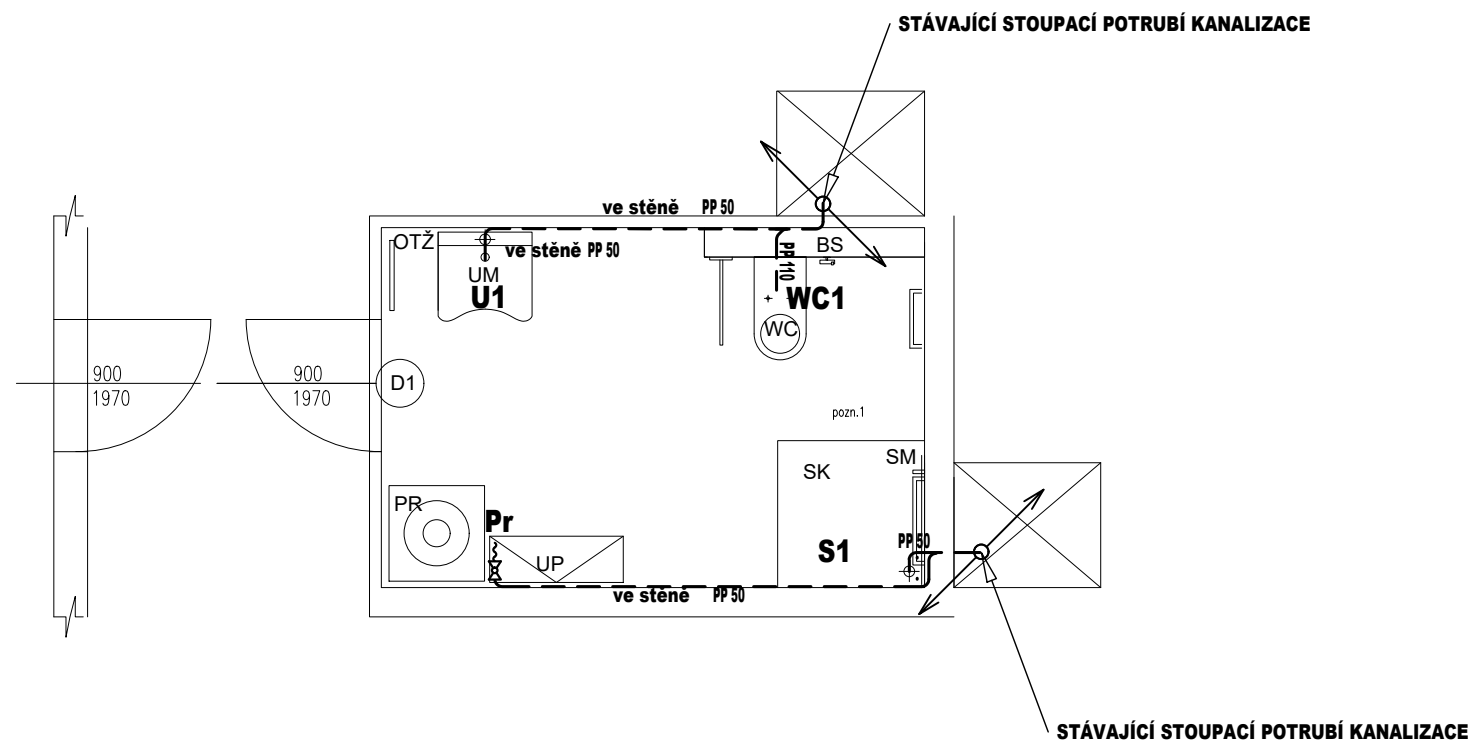 STÁVAJÍCÍ STOUPACÍ POTRUBÍ KANALIZACE
ve stěně PP 50
OTŽ
ve stěně PP 50
BS
PP 110
UM
U1
WC1
WC
900
1970
900
1970
D1
pozn.1
SK
SM
PR
Pr
UP
S1
PP 50
ve stěně PP 50
STÁVAJÍCÍ STOUPACÍ POTRUBÍ KANALIZACE